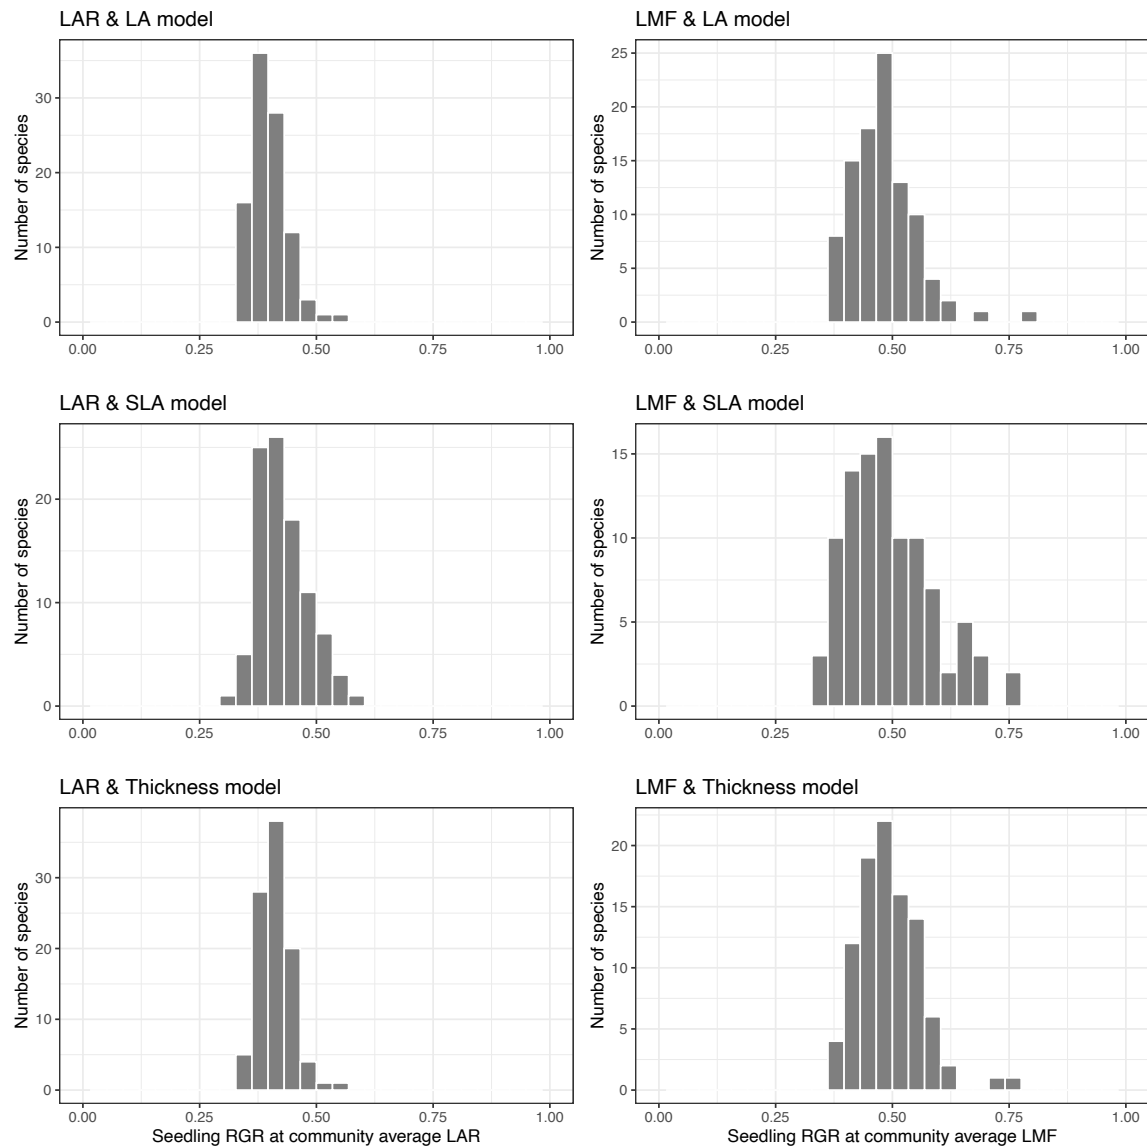 LAR & LA model
Number of species
30
20
10
0
0.00 0.25 0.50 0.75 1.00
LMF & LA model
Number of species
25
20
15
10
5
0
0.00 0.25 0.50 0.75 1.00
LAR & SLA model
Number of species
20
10
0
0.00 0.25 0.50 0.75 1.00
LMF & SLA model
Number of species
15
10
5
0
0.00 0.25 0.50 0.75 1.00
LAR & Thickness model
Number of species
30
20
10
0
0.00 0.25 0.50 0.75 1.00
Seedling RGR at community average LAR
LMF & Thickness model
Number of species
20
15
10
5
0
0.00 0.25 0.50 0.75 1.00
Seedling RGR at community average LMF